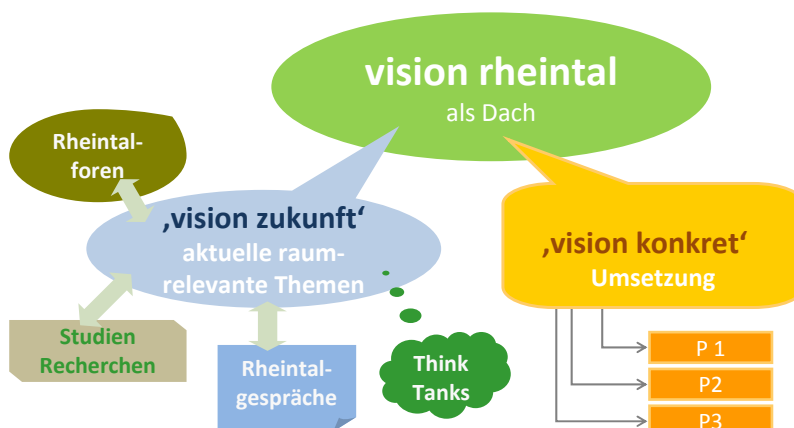 vision rheintal
als Dach
Rheintal-
foren
‚vision zukunft‘
aktuelle raum-
relevante Themen
‚vision konkret‘
Umsetzung
Studien
Recherchen
Rheintal-
gespräche
Think
Tanks
P 1
P2
P3